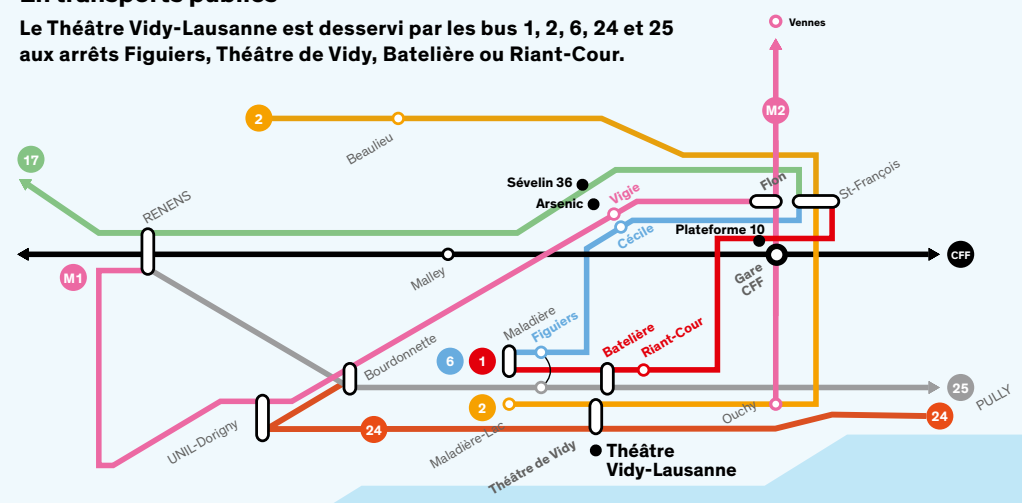 En transports publics
Le Théâtre Vidy-Lausanne est desservi par les bus 1, 2, 6, 24 et 25
aux arrêts Figuiers, Théâtre de Vidy, Batelière ou Riant-Cour.
Vennes
M2
2
Beaulieu
17
RENENS
Sévelin 36
Arsenic
Vigie
Flon
St-François
Cécile
Plateforme 10
CFF
M1
Malley
Gare
CFF
Maladière
Figuiers
Batelière
Riant-Cour
Bourdonnette
6
1
25
PULLY
2
Ouchy
24
24
UNIL-Dorigny
Maladière-Lac
Théâtre de Vidy
Théâtre
Vidy-Lausanne